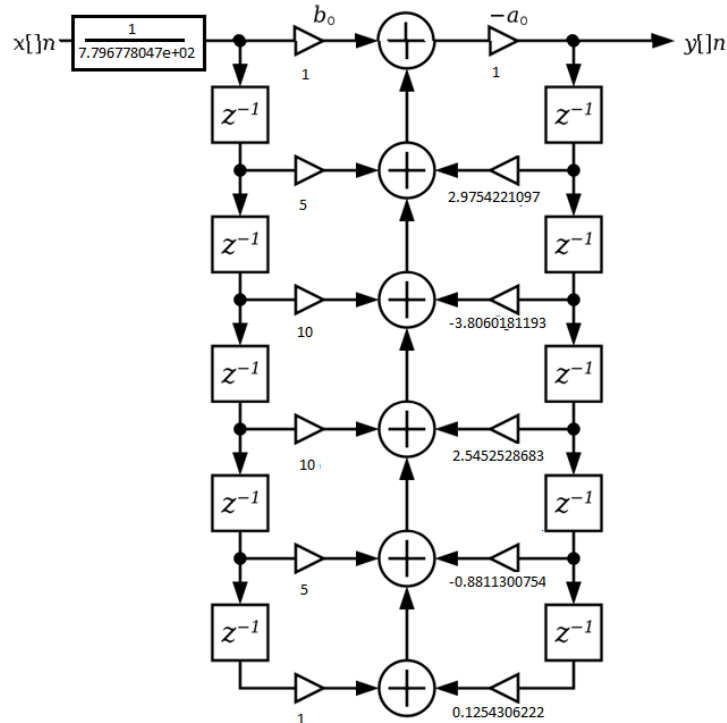 b₀
-a₀
x[]n
1
7.796778047e+02
y[]n
1
1
z⁻¹
z⁻¹
5
2.9754221097
z⁻¹
z⁻¹
10
-3.8060181193
z⁻¹
z⁻¹
10
2.5452528683
z⁻¹
z⁻¹
5
-0.8811300754
z⁻¹
z⁻¹
1
0.1254306222